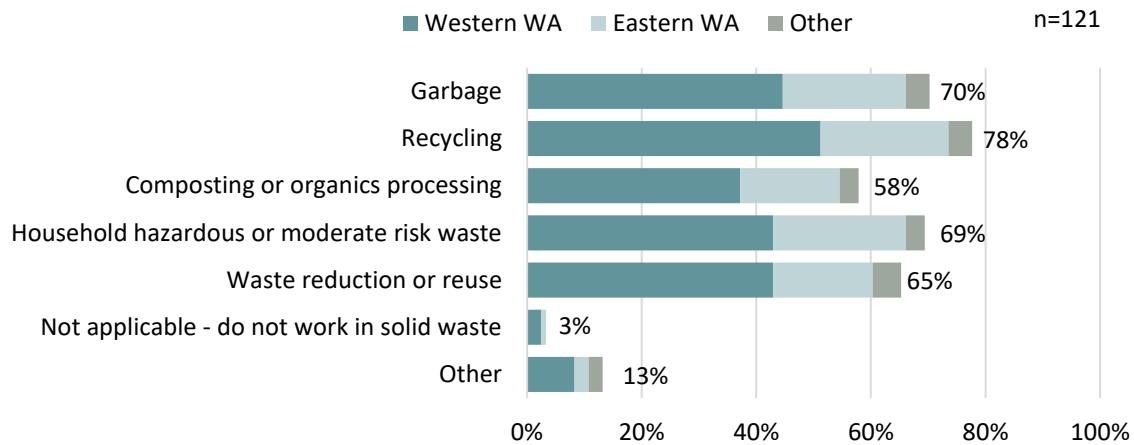 Western WA Eastern WA Other n=121
Garbage 70%
Recycling 78%
Composting or organics processing 58%
Household hazardous or moderate risk waste 69%
Waste reduction or reuse 65%
Not applicable - do not work in solid waste 3%
Other 13%
0% 20% 40% 60% 80% 100%